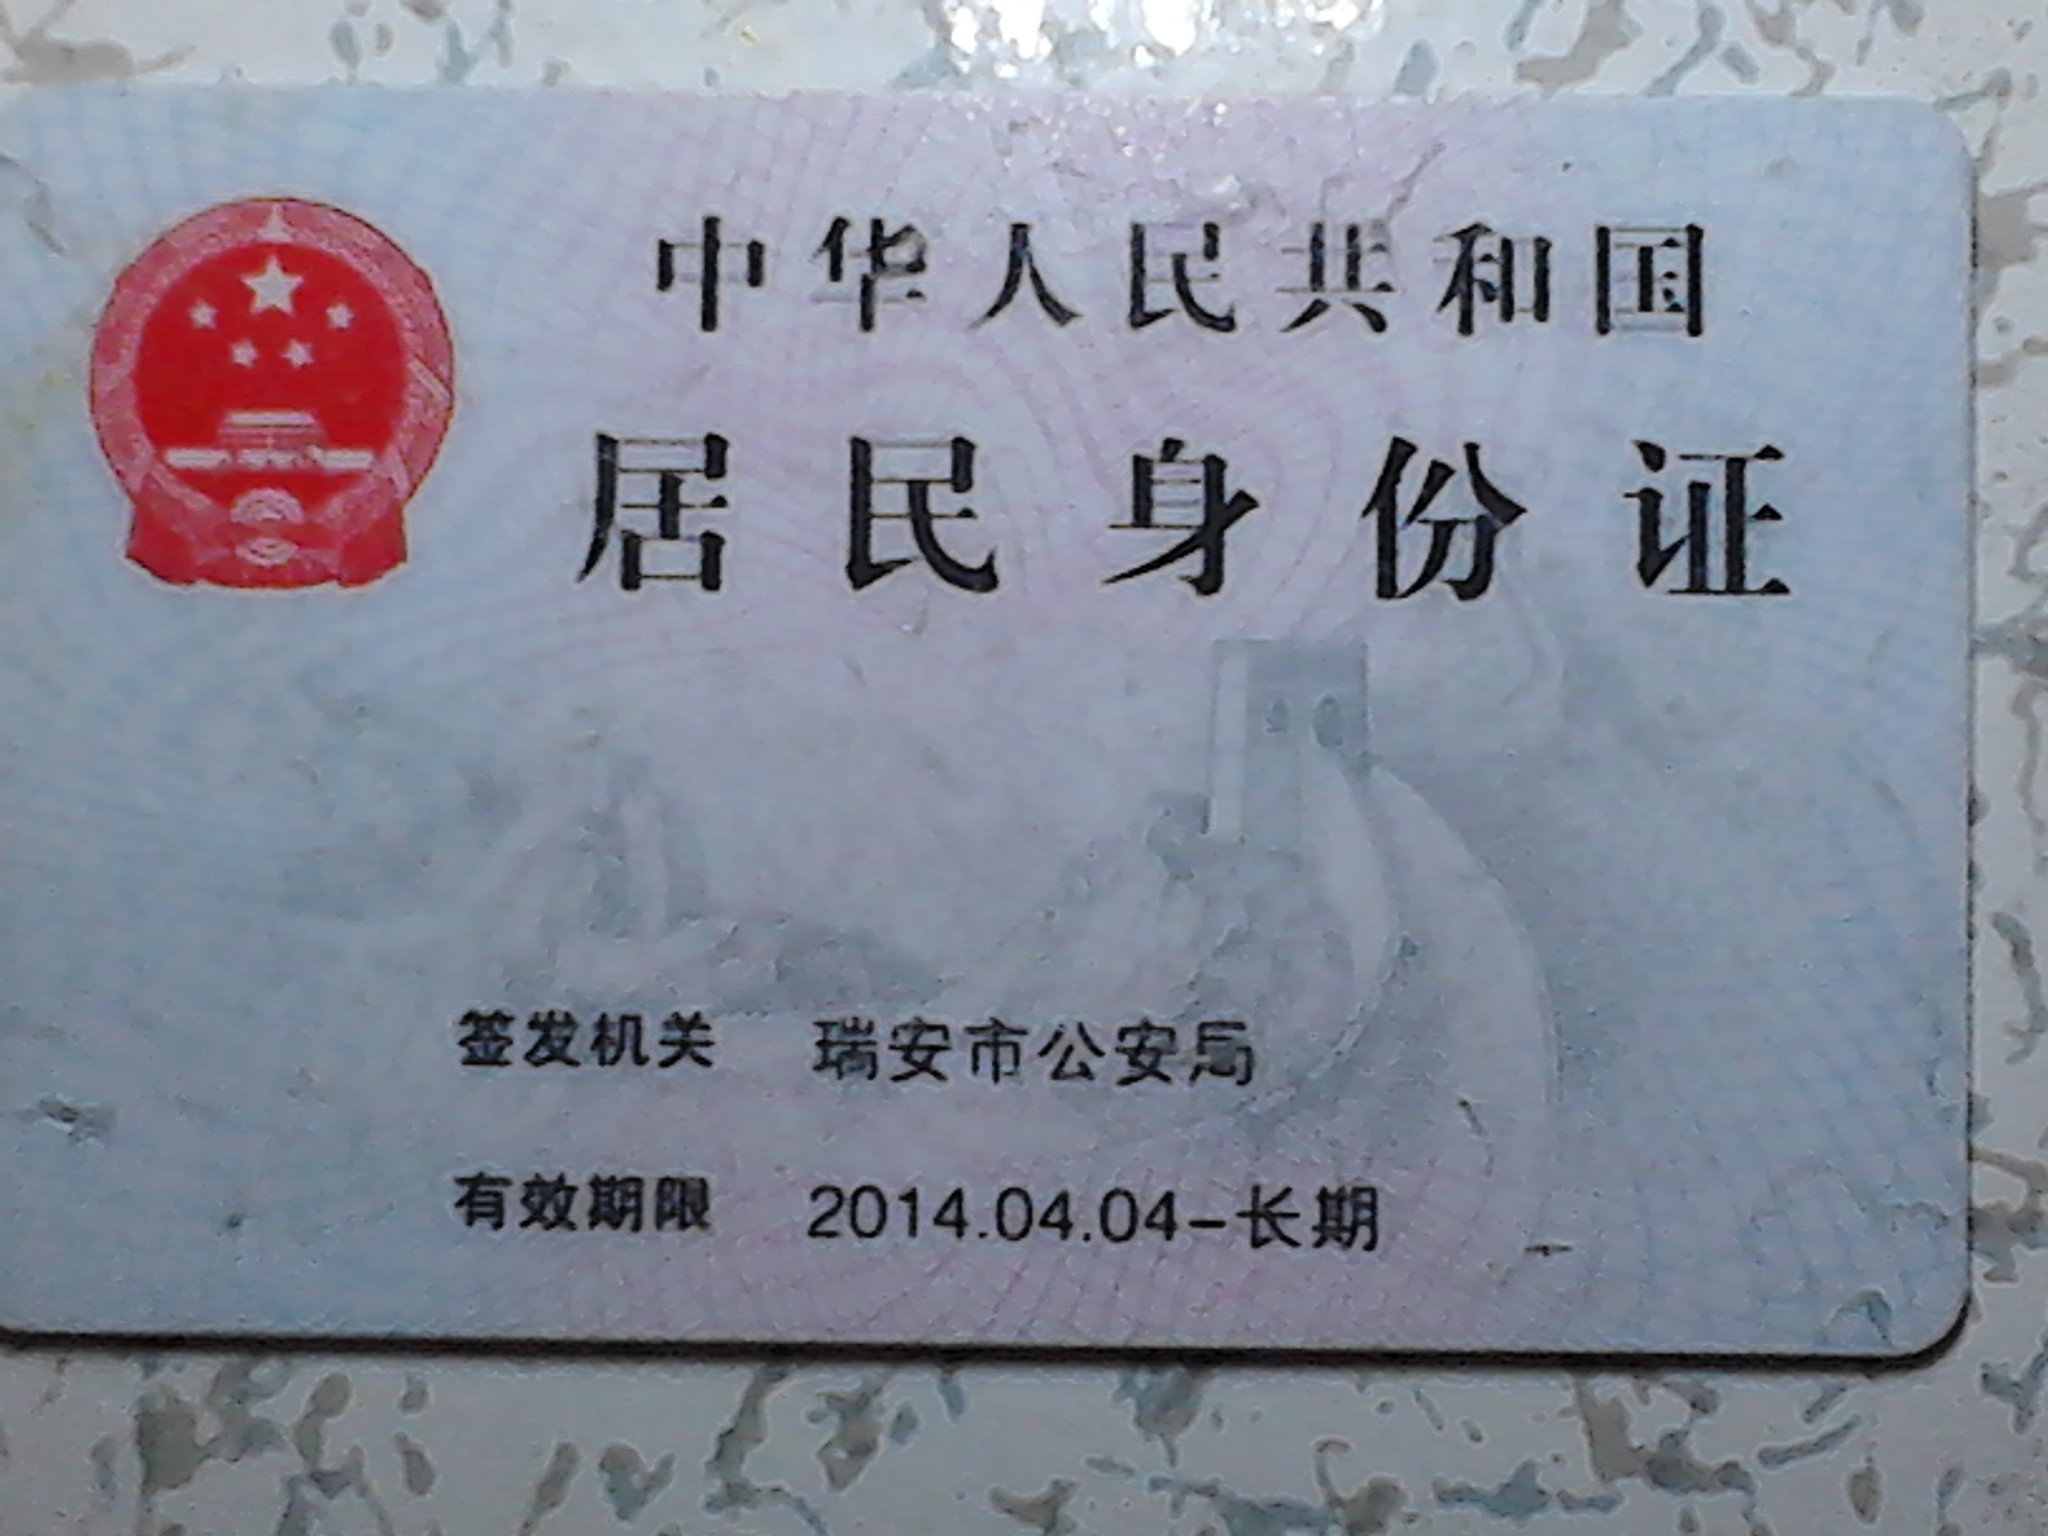 中华人民共和国
居民身份证
签发机关 瑞安市公安局
有效期限 2014.04.04-长期